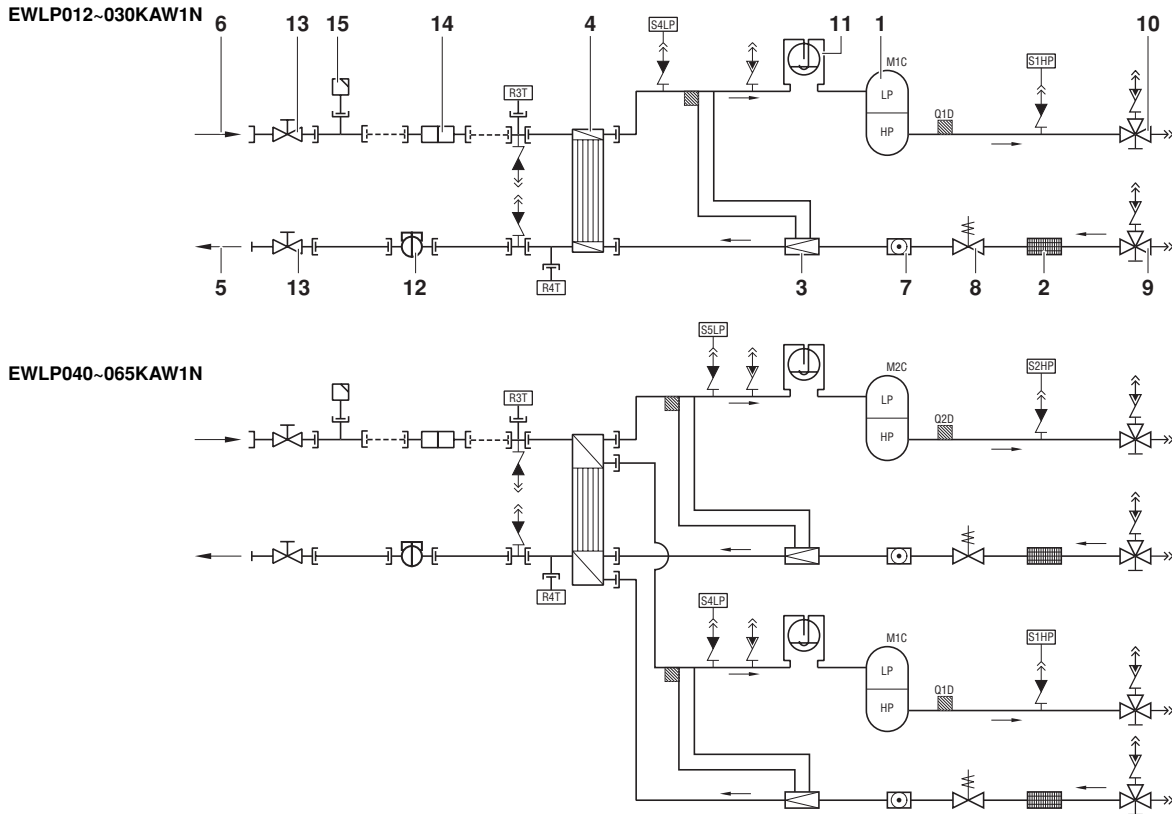 EWLP012~030KAW1N
6 13 15 14 4 S4LP 11 1 M1C S1HP 10
R3T
LP
HP
Q1D
5 13 12 R4T 3 7 8 2 9
EWLP040~065KAW1N
S5LP M2C S2HP
R3T
LP
HP
Q2D
R4T
S4LP M1C S1HP
LP
HP
Q1D